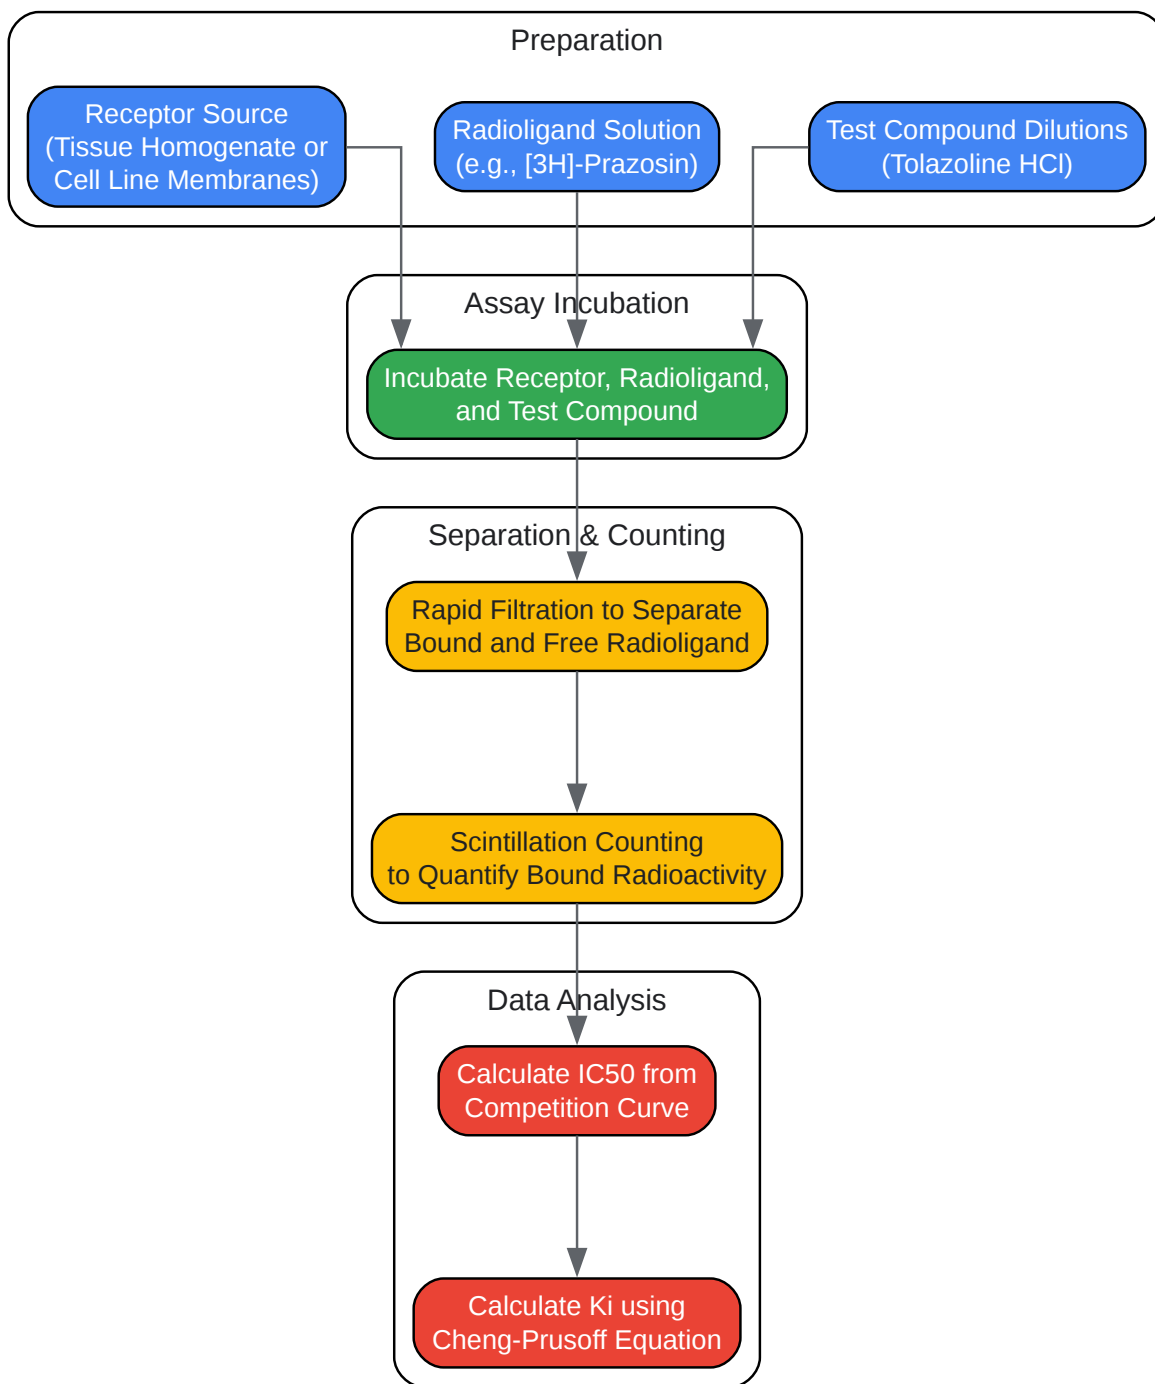 Preparation
Receptor Source
(Tissue Homogenate or
Cell Line Membranes)
Radioligand Solution
(e.g., [3H]-Prazosin)
Test Compound Dilutions
(Tolazoline HCl)
Assay Incubation
Incubate Receptor, Radioligand,
and Test Compound
Separation & Counting
Rapid Filtration to Separate
Bound and Free Radioligand
Scintillation Counting
to Quantify Bound Radioactivity
Data Analysis
Calculate IC50 from
Competition Curve
Calculate Ki using
Cheng-Prusoff Equation